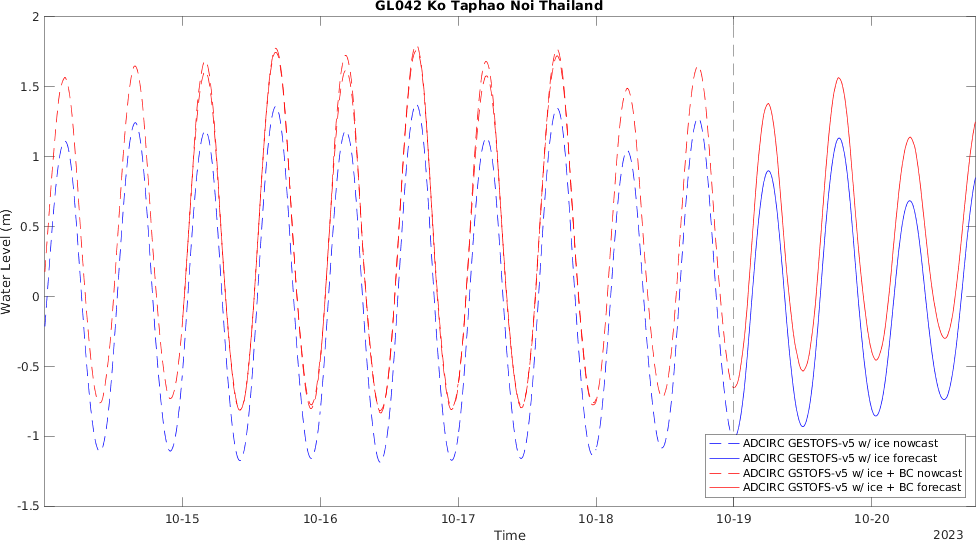 GL042 Ko Taphao Noi Thailand
Water Level (m)
2
1.5
1
0.5
0
-0.5
-1
-1.5
ADCIRC GESTOFS-v5 w/ ice nowcast
ADCIRC GESTOFS-v5 w/ ice forecast
ADCIRC GSTOFS-v5 w/ ice + BC nowcast
ADCIRC GSTOFS-v5 w/ ice + BC forecast
10-15 10-16 10-17 10-18 10-19 10-20
Time
2023